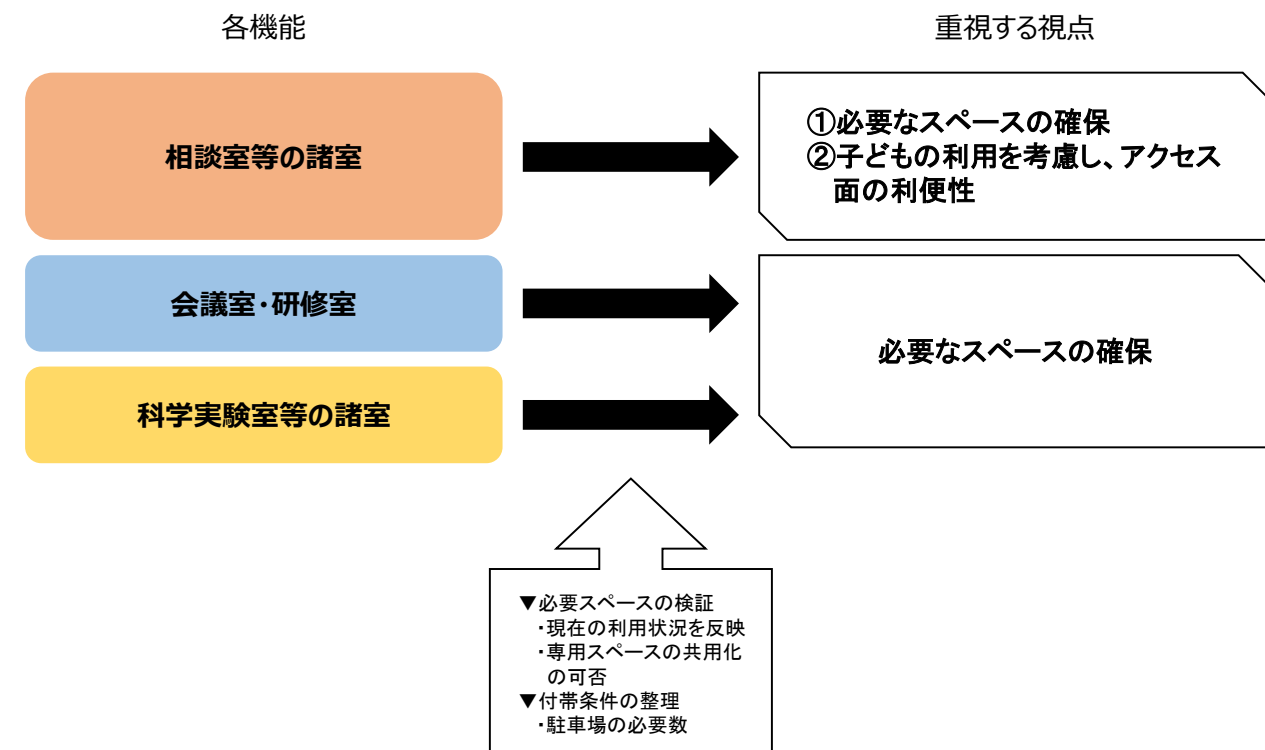 各機能
重視する視点
相談室等の諸室
①必要なスペースの確保
②子どもの利用を考慮し、アクセス
面の利便性
会議室・研修室
必要なスペースの確保
科学実験室等の諸室
▼必要スペースの検証
・現在の利用状況を反映
・専用スペースの共用化
の可否
▼付帯条件の整理
・駐車場の必要数